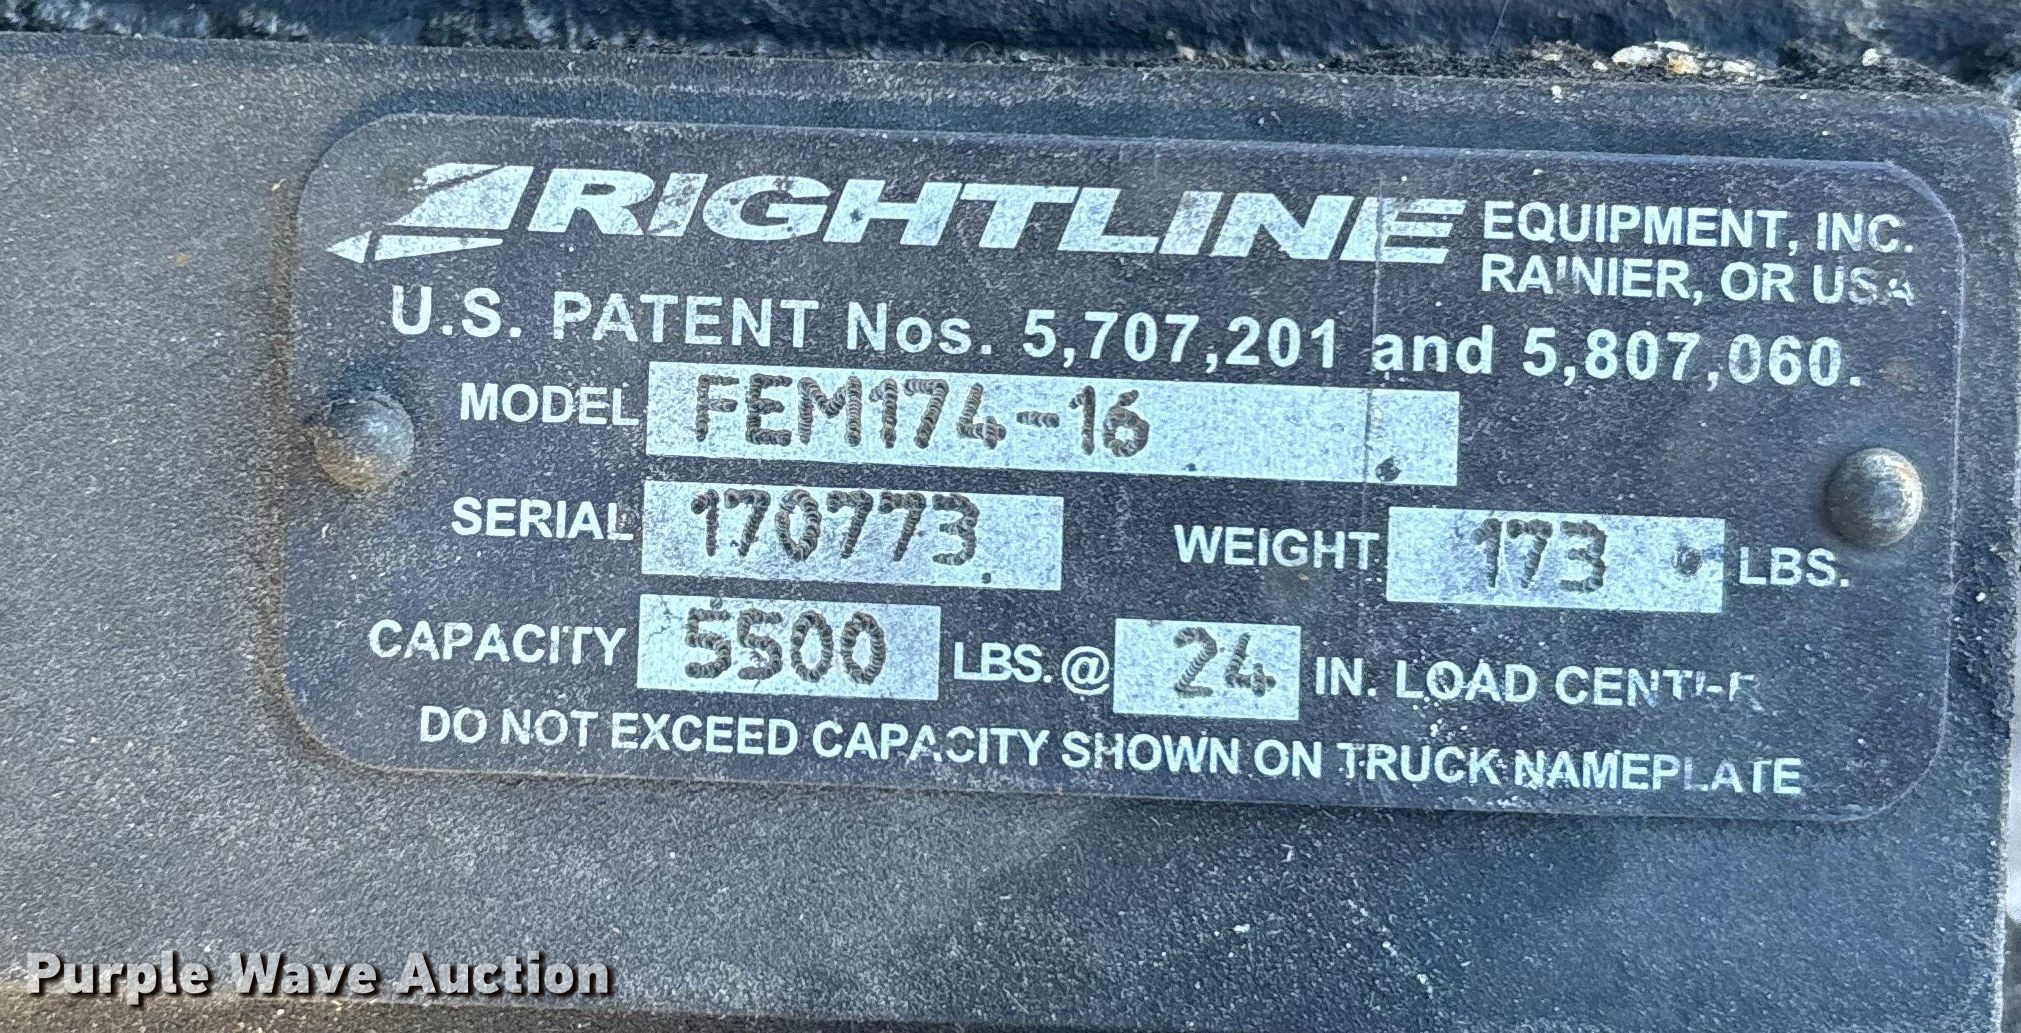 RIGHTLINE EQUIPMENT, INC.
RAINIER, OR USA
U.S. PATENT Nos. 5,707,201 and 5,807,060.
MODEL FEM174-16
SERIAL 170773 WEIGHT 173 LBS.
CAPACITY 5500 LBS. @ 24 IN. LOAD CENTER
DO NOT EXCEED CAPACITY SHOWN ON TRUCK NAMEPLATE
Purple Wave Auction